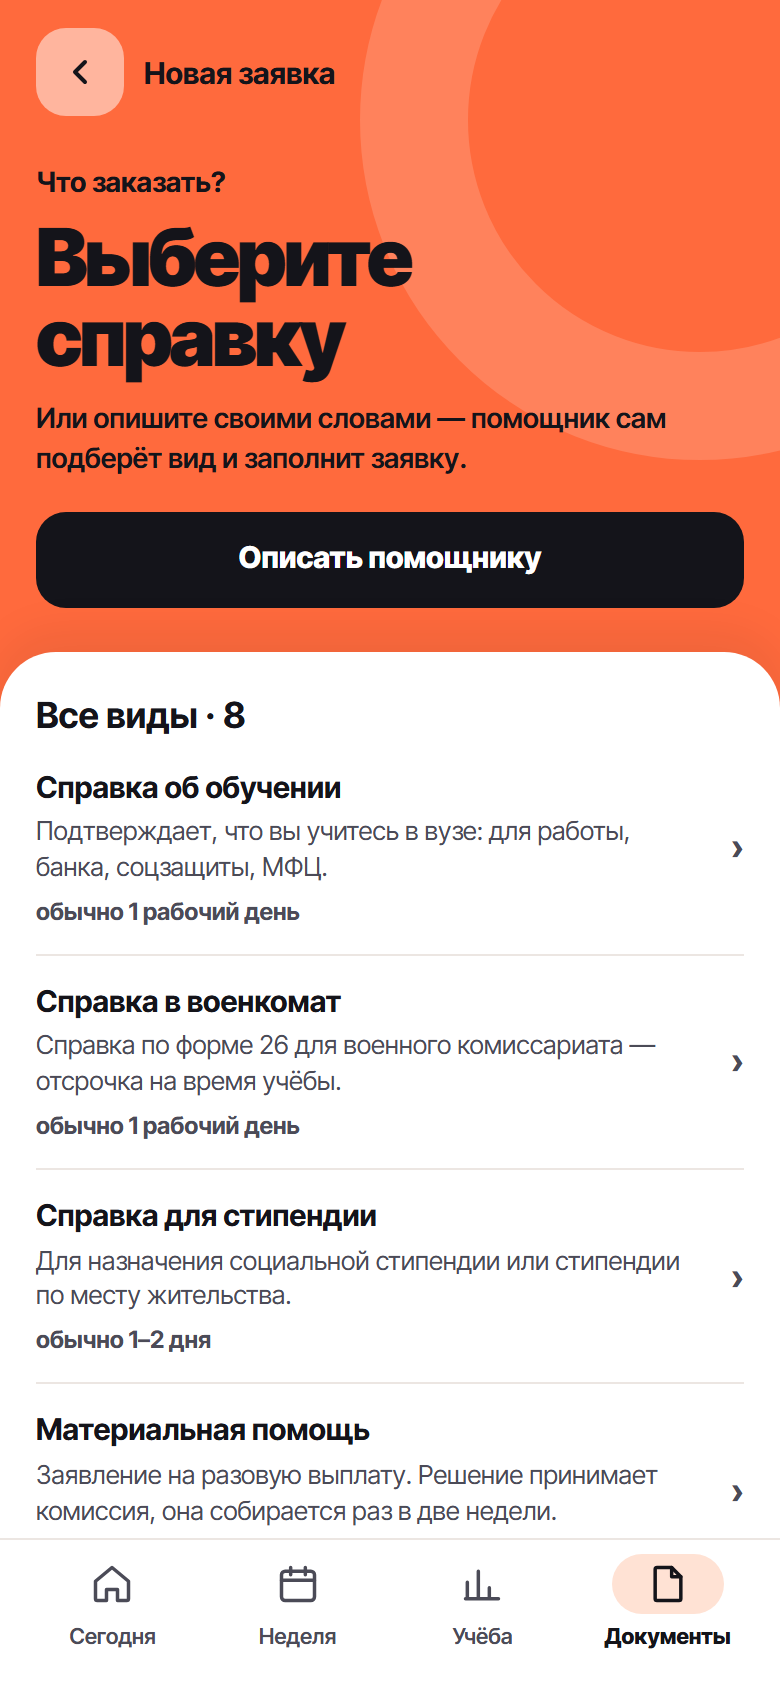 Новая заявка
Что заказать?
Выберите
справку
Или опишите своими словами — помощник сам
подберёт вид и заполнит заявку.
Описать помощнику
Все виды · 8
Справка об обучении
Подтверждает, что вы учитесь в вузе: для работы,
банка, соцзащиты, МФЦ.
обычно 1 рабочий день
Справка в военкомат
Справка по форме 26 для военного комиссариата —
отсрочка на время учёбы.
обычно 1 рабочий день
Справка для стипендии
Для назначения социальной стипендии или стипендии
по месту жительства.
обычно 1–2 дня
Материальная помощь
Заявление на разовую выплату. Решение принимает
комиссия, она собирается раз в две недели.
Сегодня
Неделя
Учёба
Документы